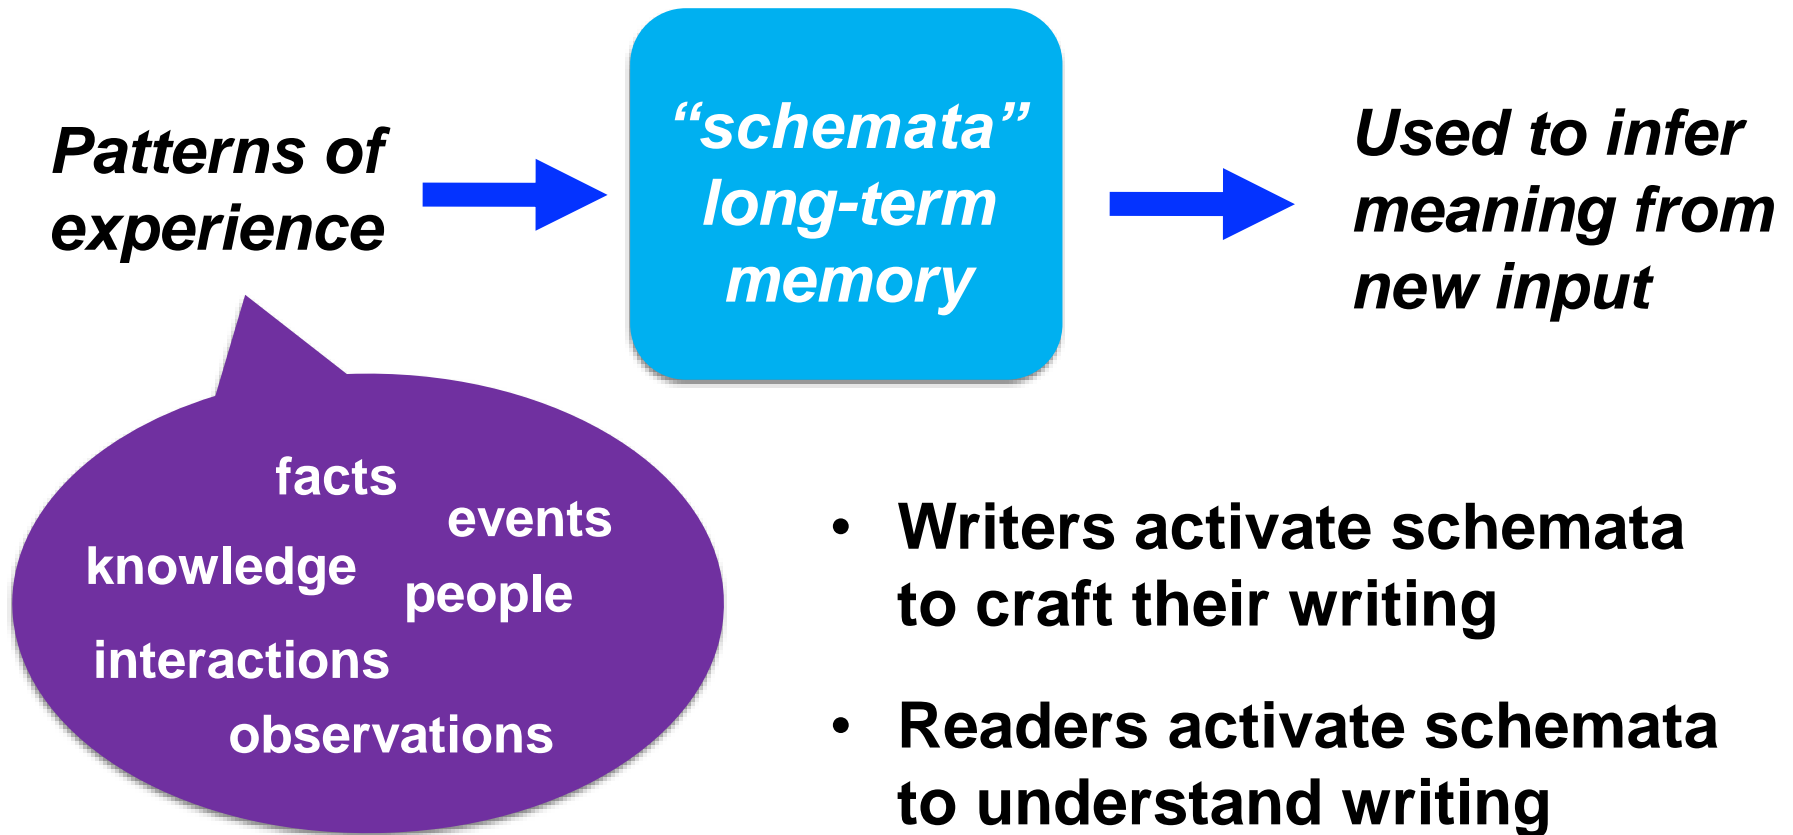 Patterns of
experience
“schemata”
long-term
memory
Used to infer
meaning from
new input
facts
events
knowledge
people
interactions
observations
• Writers activate schemata
to craft their writing
• Readers activate schemata
to understand writing